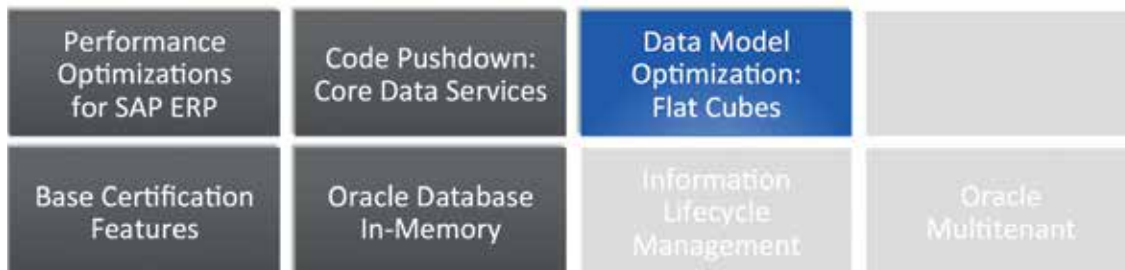 Performance
Optimizations
for SAP ERP
Code Pushdown:
Core Data Services
Data Model
Optimization:
Flat Cubes
Base Certification
Features
Oracle Database
In-Memory
Information
Lifecycle
Management
Oracle
Multitenant